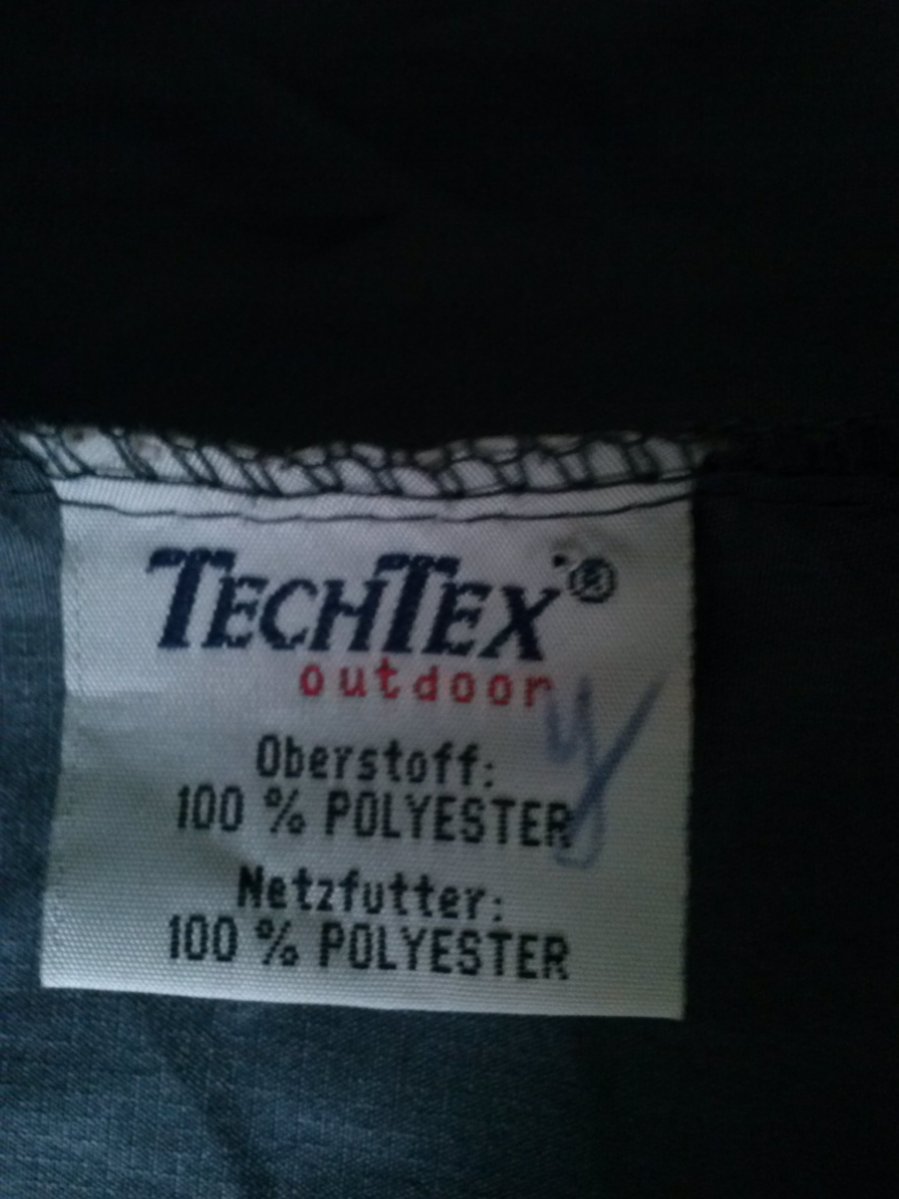 TECHTEX®
outdoor
Oberstoff:
100 % POLYESTER
Netzfutter:
100 % POLYESTER